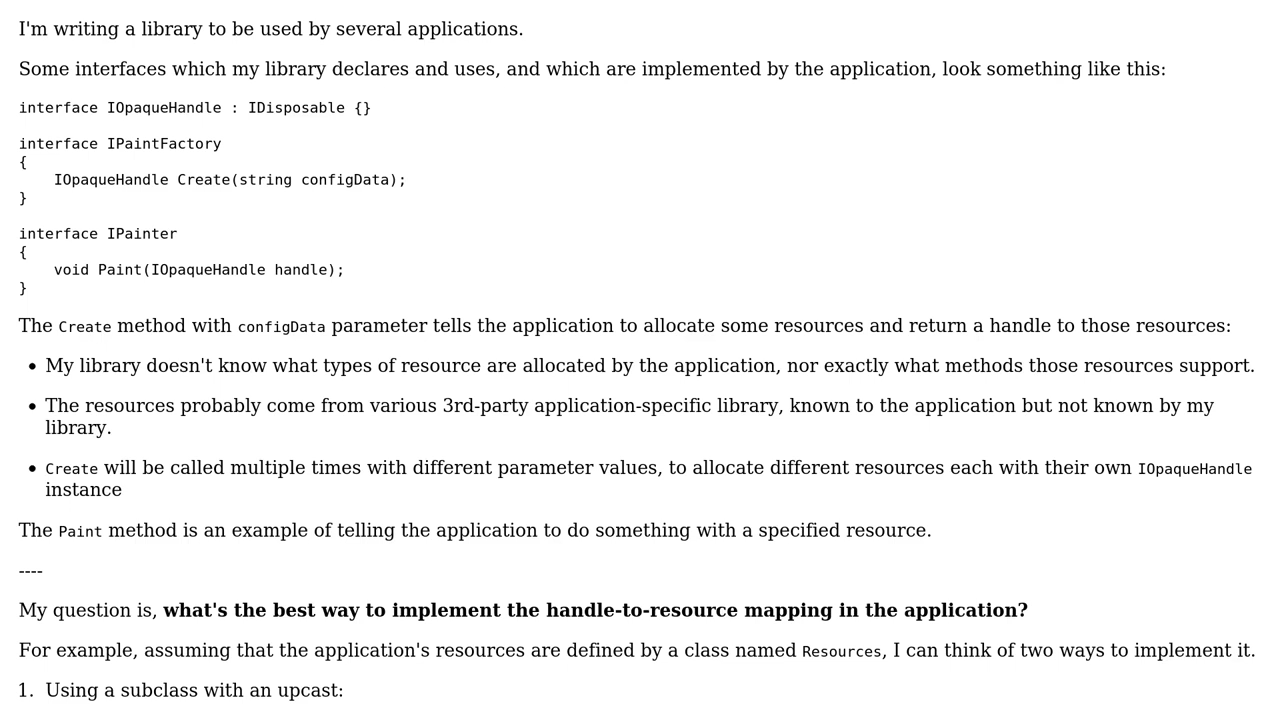 I'm writing a library to be used by several applications.
Some interfaces which my library declares and uses, and which are implemented by the application, look something like this:
interface IOpaqueHandle : IDisposable {}
interface IPaintFactory
{
    IOpaqueHandle Create(string configData);
}
interface IPainter
{
    void Paint(IOpaqueHandle handle);
}
The Create method with configData parameter tells the application to allocate some resources and return a handle to those resources:
• My library doesn't know what types of resource are allocated by the application, nor exactly what methods those resources support.
• The resources probably come from various 3rd-party application-specific library, known to the application but not known by my
library.
• Create will be called multiple times with different parameter values, to allocate different resources each with their own IOpaqueHandle
instance
The Paint method is an example of telling the application to do something with a specified resource.
----
My question is, what's the best way to implement the handle-to-resource mapping in the application?
For example, assuming that the application's resources are defined by a class named Resources, I can think of two ways to implement it.
1. Using a subclass with an upcast: